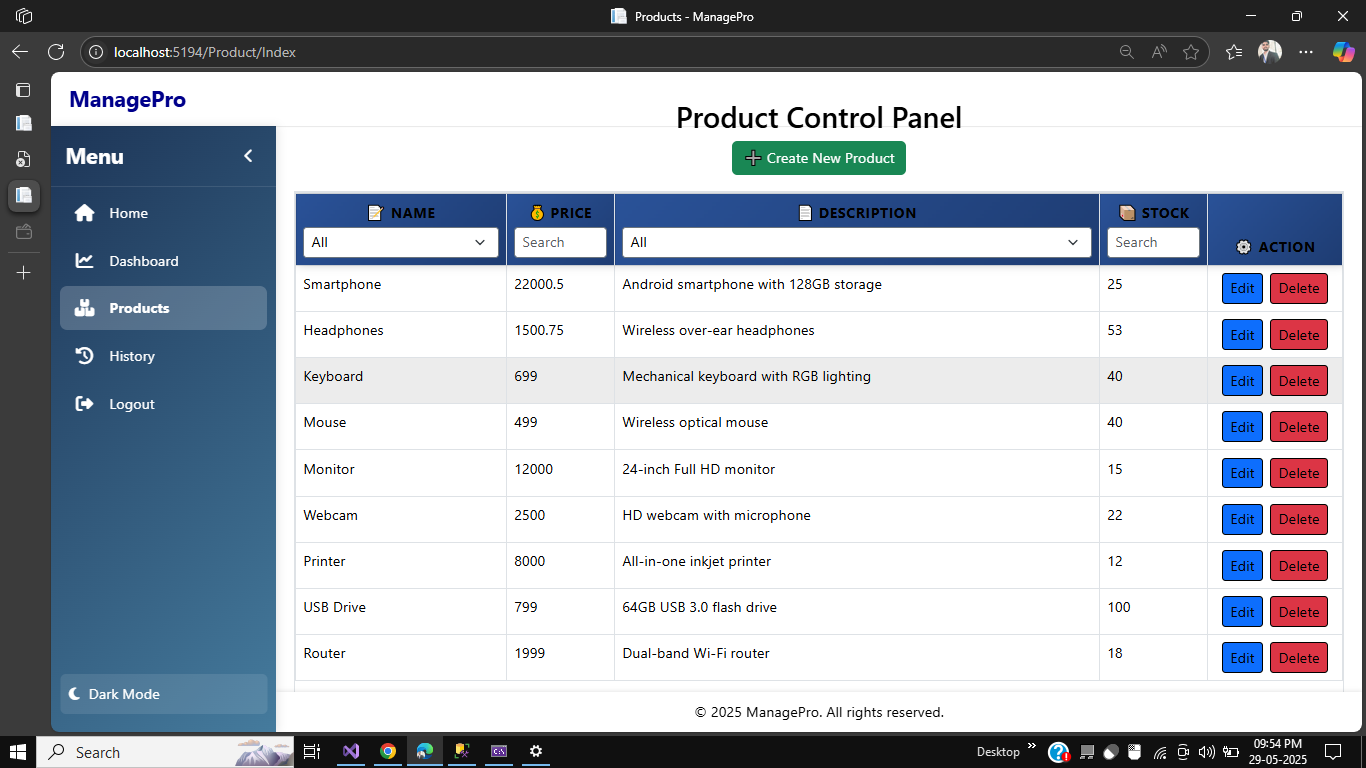 Products - ManagePro
localhost:5194/Product/Index
ManagePro
Product Control Panel
Menu
Create New Product
Home
Dashboard
Products
History
Logout
Dark Mode
NAME PRICE DESCRIPTION STOCK ACTION
All Search All Search
Smartphone 22000.5 Android smartphone with 128GB storage 25 Edit Delete
Headphones 1500.75 Wireless over-ear headphones 53 Edit Delete
Keyboard 699 Mechanical keyboard with RGB lighting 40 Edit Delete
Mouse 499 Wireless optical mouse 40 Edit Delete
Monitor 12000 24-inch Full HD monitor 15 Edit Delete
Webcam 2500 HD webcam with microphone 22 Edit Delete
Printer 8000 All-in-one inkjet printer 12 Edit Delete
USB Drive 799 64GB USB 3.0 flash drive 100 Edit Delete
Router 1999 Dual-band Wi-Fi router 18 Edit Delete
© 2025 ManagePro. All rights reserved.
Search
Desktop
09:54 PM
29-05-2025